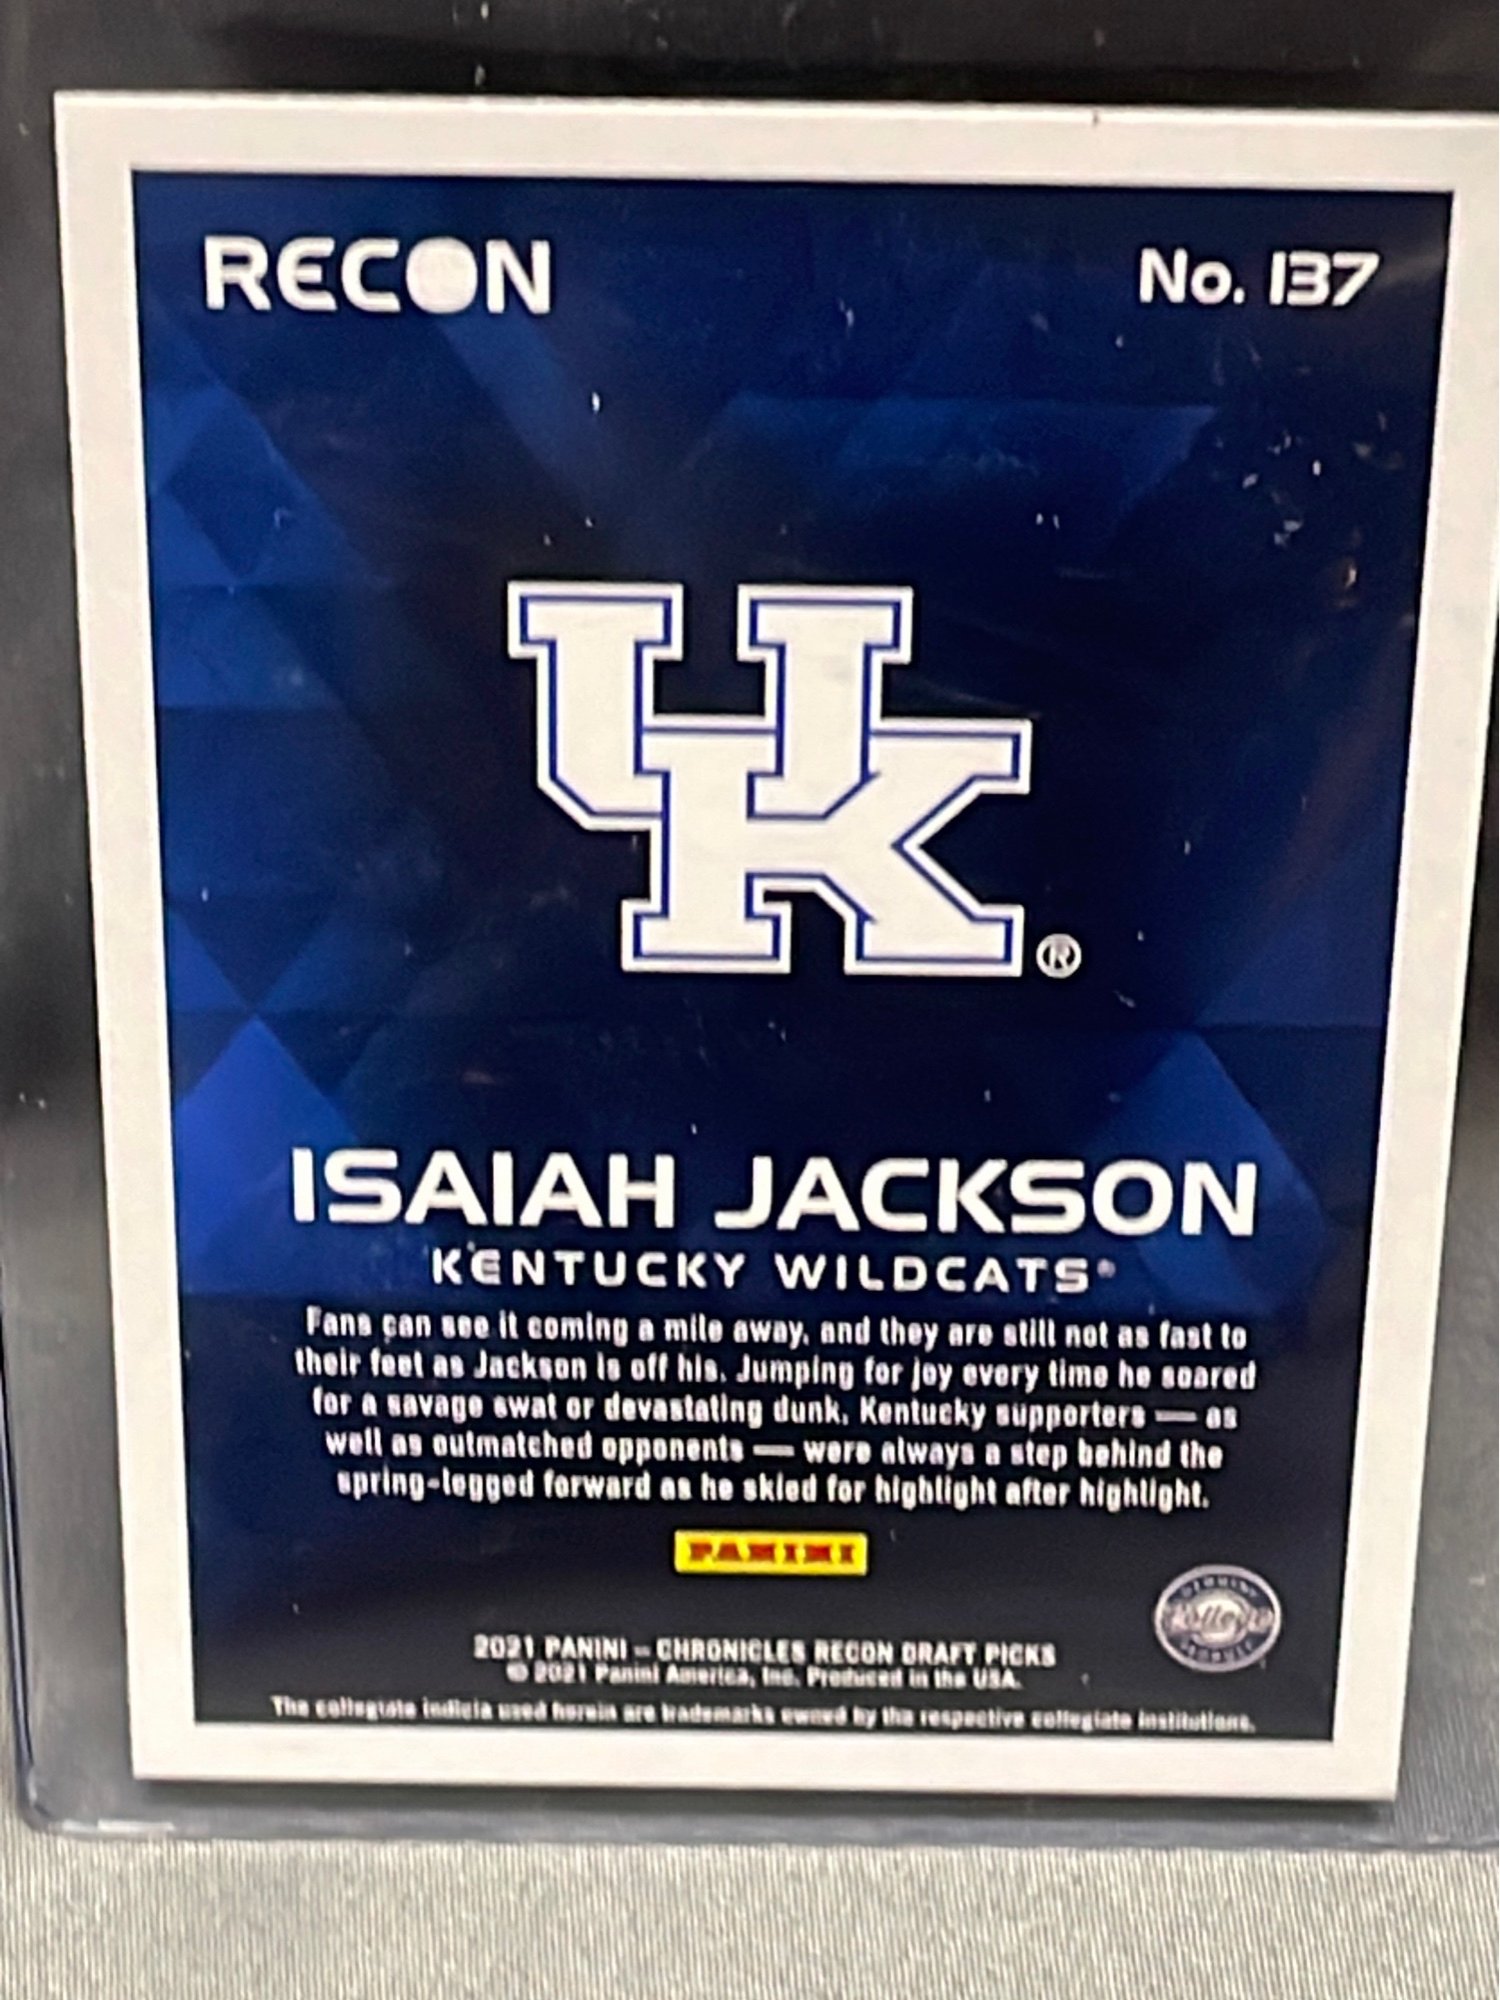 RECON
No. 137
UK®
ISAIAH JACKSON
KENTUCKY WILDCATS®
Fans can see it coming a mile away, and they are still not as fast to
their feet as Jackson is off his. Jumping for joy every time he soared
for a savage swat or devastating dunk, Kentucky supporters — as
well as outmatched opponents — were always a step behind the
spring-legged forward as he skied for highlight after highlight.
PANINI
2021 PANINI – CHRONICLES RECON DRAFT PICKS
© 2021 Panini America, Inc. Produced in the USA.
The collegiate indicia used herein are trademarks owned by the respective collegiate institutions.